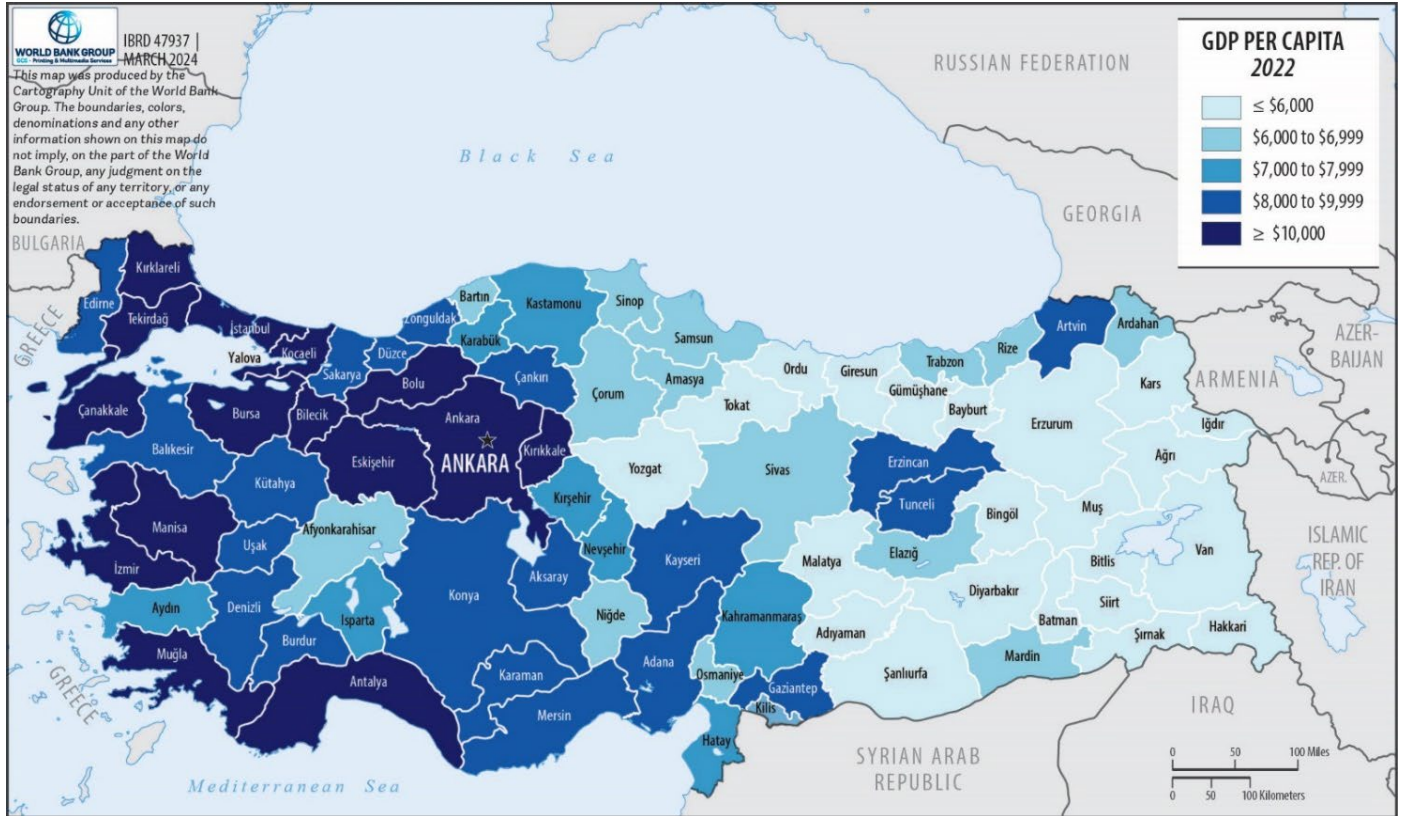 WORLD BANK GROUP
GCS - Printing & Multimedia Services
IBRD 47937 |
MARCH 2024
This map was produced by the
Cartography Unit of the World Bank
Group. The boundaries, colors,
denominations and any other
information shown on this map do
not imply, on the part of the World
Bank Group, any judgment on the
legal status of any territory, or any
endorsement or acceptance of such
boundaries.
GDP PER CAPITA
2022
≤ $6,000
$6,000 to $6,999
$7,000 to $7,999
$8,000 to $9,999
≥ $10,000
RUSSIAN FEDERATION
Black Sea
GEORGIA
BULGARIA
GREECE
AZER-
BAIJAN
ARMENIA
AZER.
ISLAMIC
REP. OF
IRAN
IRAQ
SYRIAN ARAB
REPUBLIC
GREECE
Mediterranean Sea
Kırklareli
Edirne
Tekirdağ
İstanbul
Yalova
Kocaeli
Sakarya
Düzce
Zonguldak
Bartın
Karabük
Kastamonu
Sinop
Samsun
Çankırı
Bolu
Çorum
Amasya
Ordu
Giresun
Trabzon
Rize
Artvin
Ardahan
Gümüşhane
Bayburt
Tokat
Kars
Erzurum
Iğdır
Ağrı
Çanakkale
Bursa
Bilecik
Ankara
ANKARA
Kırıkkale
Eskişehir
Balıkesir
Kütahya
Yozgat
Sivas
Erzincan
Tunceli
Bingöl
Muş
Kırşehir
Nevşehir
Manisa
Uşak
Afyonkarahisar
İzmir
Kayseri
Malatya
Elazığ
Bitlis
Van
Aksaray
Konya
Aydın
Denizli
Isparta
Burdur
Niğde
Kahramanmaraş
Adıyaman
Diyarbakır
Batman
Siirt
Şırnak
Hakkari
Muğla
Antalya
Karaman
Mersin
Adana
Osmaniye
Gaziantep
Kilis
Şanlıurfa
Mardin
Hatay
0 50 100 Miles
0 50 100 Kilometers